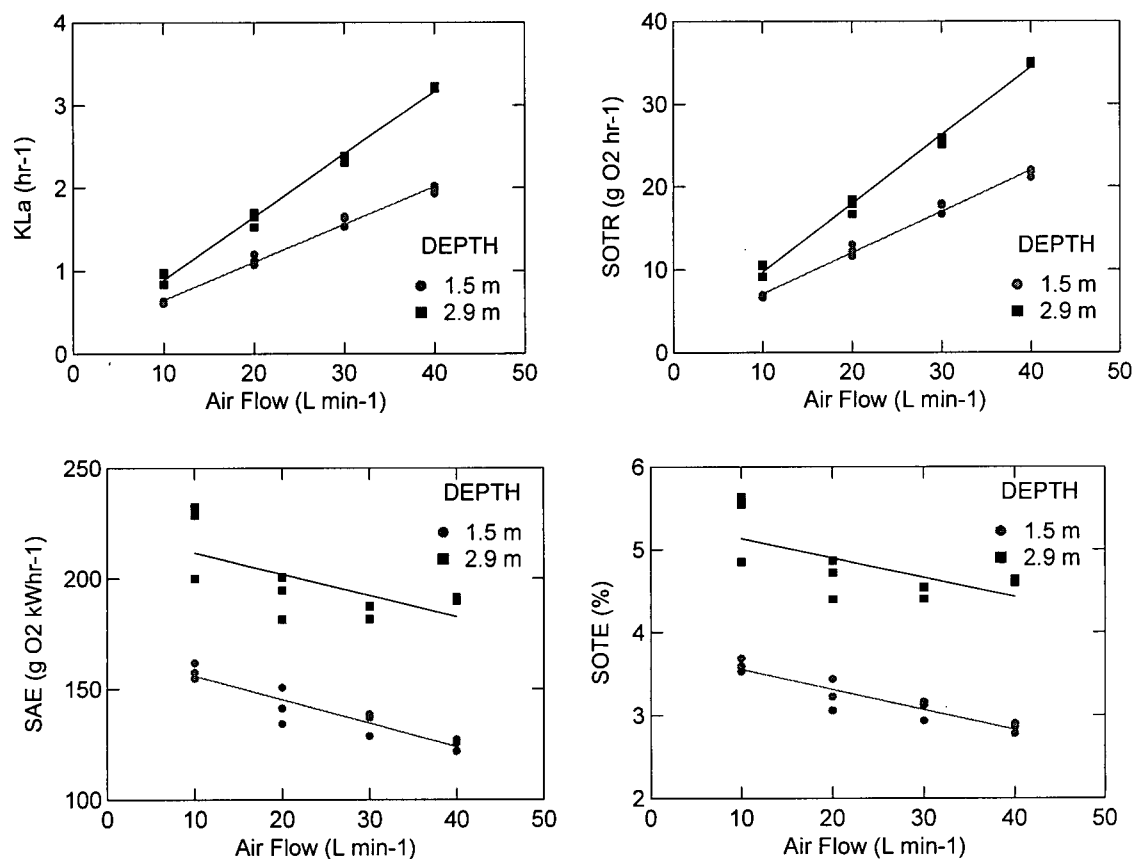 KLa (hr-1)
4
3
2
1
0
DEPTH
1.5 m
2.9 m
0 10 20 30 40 50
Air Flow (L min-1)
SOTR (g O2 hr-1)
40
30
20
10
0
DEPTH
1.5 m
2.9 m
0 10 20 30 40 50
Air Flow (L min-1)
SAE (g O2 kWhr-1)
250
200
150
100
DEPTH
1.5 m
2.9 m
0 10 20 30 40 50
Air Flow (L min-1)
SOTE (%)
6
5
4
3
2
DEPTH
1.5 m
2.9 m
0 10 20 30 40 50
Air Flow (L min-1)